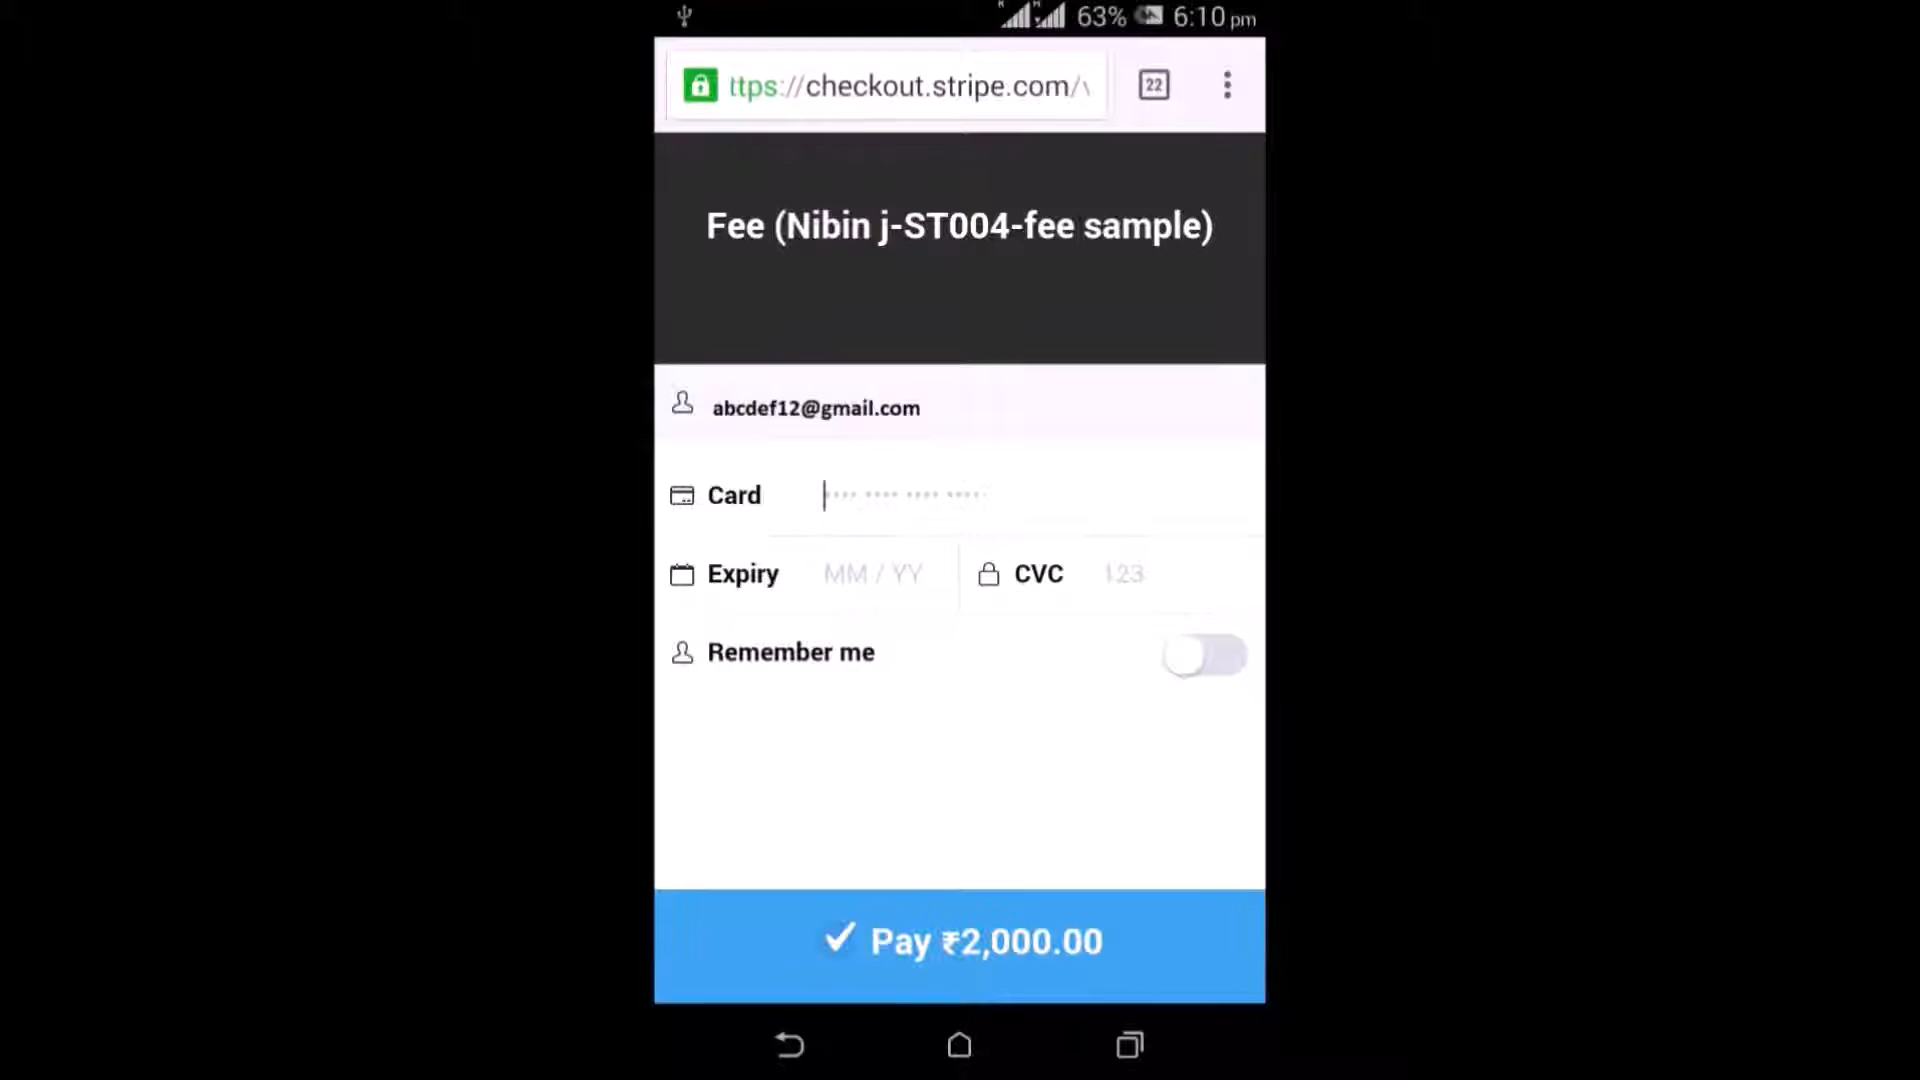 63% 6:10 pm
ttps://checkout.stripe.com/
22
Fee (Nibin j-ST004-fee sample)
abcdef12@gmail.com
Card
Expiry MM / YY CVC 123
Remember me
Pay ₹2,000.00